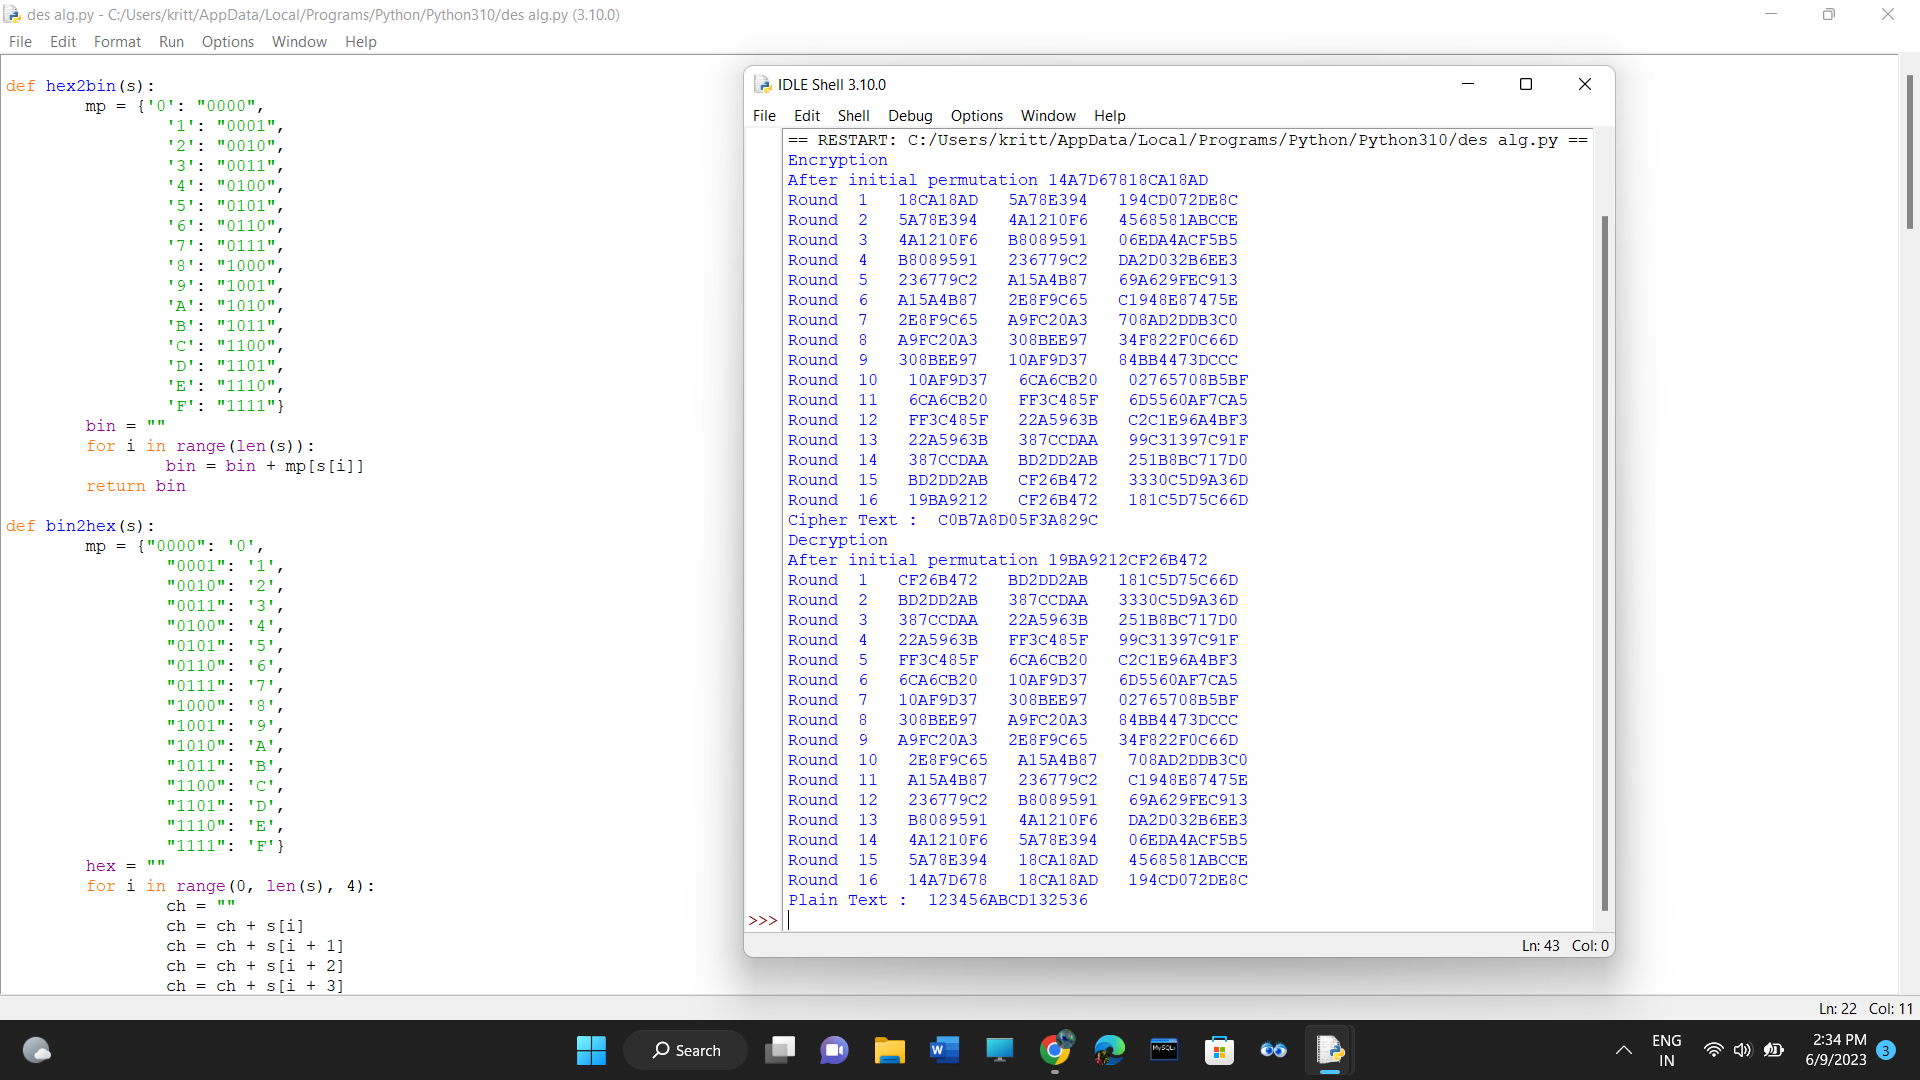 des alg.py - C:/Users/kritt/AppData/Local/Programs/Python/Python310/des alg.py (3.10.0)
File Edit Format Run Options Window Help
def hex2bin(s):
mp = {'0': "0000",
'1': "0001",
'2': "0010",
'3': "0011",
'4': "0100",
'5': "0101",
'6': "0110",
'7': "0111",
'8': "1000",
'9': "1001",
'A': "1010",
'B': "1011",
'C': "1100",
'D': "1101",
'E': "1110",
'F': "1111"}
bin = ""
for i in range(len(s)):
bin = bin + mp[s[i]]
return bin
def bin2hex(s):
mp = {"0000": '0',
"0001": '1',
"0010": '2',
"0011": '3',
"0100": '4',
"0101": '5',
"0110": '6',
"0111": '7',
"1000": '8',
"1001": '9',
"1010": 'A',
"1011": 'B',
"1100": 'C',
"1101": 'D',
"1110": 'E',
"1111": 'F'}
hex = ""
for i in range(0, len(s), 4):
ch = ""
ch = ch + s[i]
ch = ch + s[i + 1]
ch = ch + s[i + 2]
ch = ch + s[i + 3]
Ln: 22 Col: 11
IDLE Shell 3.10.0
File Edit Shell Debug Options Window Help
== RESTART: C:/Users/kritt/AppData/Local/Programs/Python/Python310/des alg.py ==
Encryption
After initial permutation 14A7D67818CA18AD
Round 1 18CA18AD 5A78E394 194CD072DE8C
Round 2 5A78E394 4A1210F6 4568581ABCCE
Round 3 4A1210F6 B8089591 06EDA4ACF5B5
Round 4 B8089591 236779C2 DA2D032B6EE3
Round 5 236779C2 A15A4B87 69A629FEC913
Round 6 A15A4B87 2E8F9C65 C1948E87475E
Round 7 2E8F9C65 A9FC20A3 708AD2DDB3C0
Round 8 A9FC20A3 308BEE97 34F822F0C66D
Round 9 308BEE97 10AF9D37 84BB4473DCCC
Round 10 10AF9D37 6CA6CB20 02765708B5BF
Round 11 6CA6CB20 FF3C485F 6D5560AF7CA5
Round 12 FF3C485F 22A5963B C2C1E96A4BF3
Round 13 22A5963B 387CCDAA 99C31397C91F
Round 14 387CCDAA BD2DD2AB 251B8BC717D0
Round 15 BD2DD2AB CF26B472 3330C5D9A36D
Round 16 19BA9212 CF26B472 181C5D75C66D
Cipher Text : C0B7A8D05F3A829C
Decryption
After initial permutation 19BA9212CF26B472
Round 1 CF26B472 BD2DD2AB 181C5D75C66D
Round 2 BD2DD2AB 387CCDAA 3330C5D9A36D
Round 3 387CCDAA 22A5963B 251B8BC717D0
Round 4 22A5963B FF3C485F 99C31397C91F
Round 5 FF3C485F 6CA6CB20 C2C1E96A4BF3
Round 6 6CA6CB20 10AF9D37 6D5560AF7CA5
Round 7 10AF9D37 308BEE97 02765708B5BF
Round 8 308BEE97 A9FC20A3 84BB4473DCCC
Round 9 A9FC20A3 2E8F9C65 34F822F0C66D
Round 10 2E8F9C65 A15A4B87 708AD2DDB3C0
Round 11 A15A4B87 236779C2 C1948E87475E
Round 12 236779C2 B8089591 69A629FEC913
Round 13 B8089591 4A1210F6 DA2D032B6EE3
Round 14 4A1210F6 5A78E394 06EDA4ACF5B5
Round 15 5A78E394 18CA18AD 4568581ABCCE
Round 16 14A7D678 18CA18AD 194CD072DE8C
Plain Text : 123456ABCD132536
>>>
Ln: 43 Col: 0
Search
W
MySQL
ENG
IN
2:34 PM
6/9/2023
3